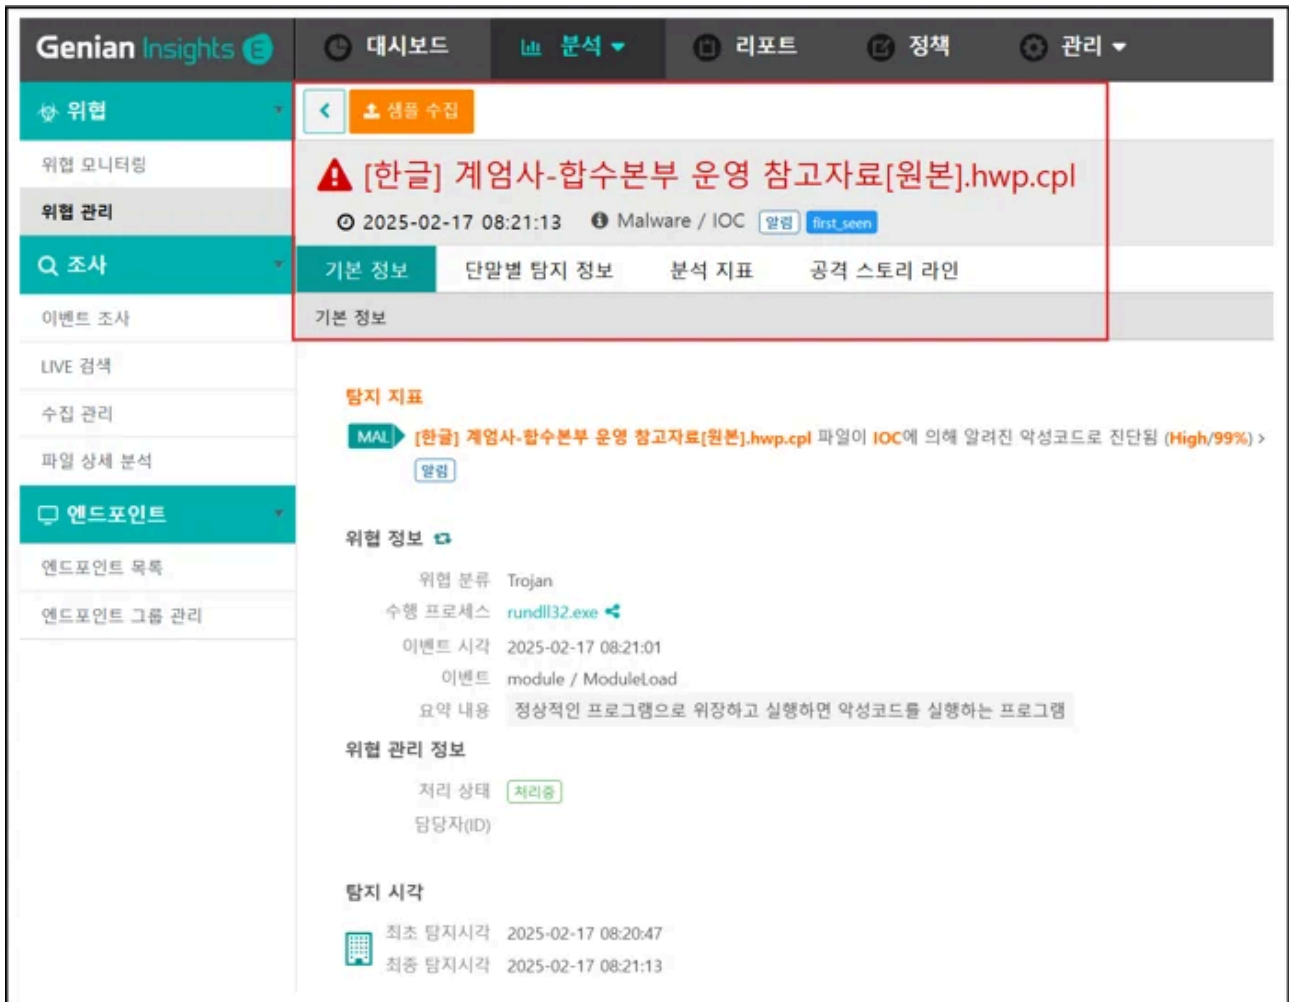 Genian Insights E
대시보드 분석 리포트 정책 관리
위협
위협 모니터링
위협 관리
조사
이벤트 조사
LIVE 검색
수집 관리
파일 상세 분석
엔드포인트
엔드포인트 목록
엔드포인트 그룹 관리
샘플 수집
[한글] 계엄사-합수본부 운영 참고자료[원본].hwp.cpl
2025-02-17 08:21:13 Malware / IOC 알림 first_seen
기본 정보 단말별 탐지 정보 분석 지표 공격 스토리 라인
기본 정보
탐지 지표
MAL [한글] 계엄사-합수본부 운영 참고자료[원본].hwp.cpl 파일이 IOC에 의해 알려진 악성코드로 진단됨 (High/99%) >
알림
위협 정보
위협 분류 Trojan
수행 프로세스 rundll32.exe
이벤트 시각 2025-02-17 08:21:01
이벤트 module / ModuleLoad
요약 내용 정상적인 프로그램으로 위장하고 실행하면 악성코드를 실행하는 프로그램
위협 관리 정보
처리 상태 처리중
담당자(ID)
탐지 시각
최초 탐지시각 2025-02-17 08:20:47
최종 탐지시각 2025-02-17 08:21:13